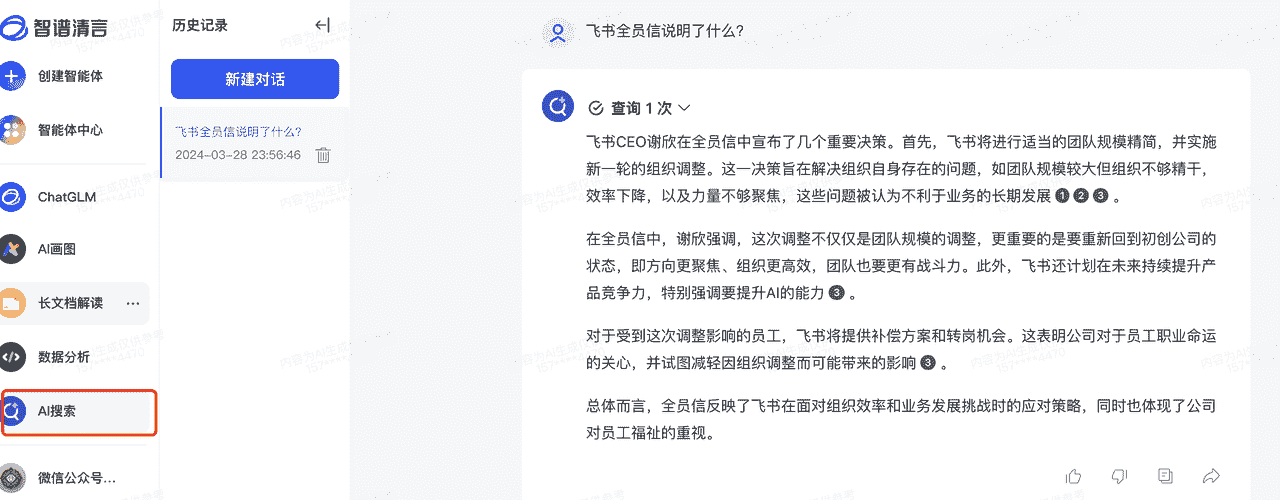 智谱清言
创建智能体
智能体中心
ChatGLM
AI画图
长文档解读 ···
数据分析
AI搜索
微信公众号...
历史记录
新建对话
飞书全员信说明了什么?
2024-03-28 23:56:46
飞书全员信说明了什么?
查询 1 次
飞书CEO谢欣在全员信中宣布了几个重要决策。首先，飞书将进行适当的团队规模精简，并实施
新一轮的组织调整。这一决策旨在解决组织自身存在的问题，如团队规模较大但组织不够精干，
效率下降，以及力量不够聚焦，这些问题被认为不利于业务的长期发展 1 2 3 。
在全员信中，谢欣强调，这次调整不仅仅是团队规模的调整，更重要的是要重新回到初创公司的
状态，即方向更聚焦、组织更高效，团队也要更有战斗力。此外，飞书还计划在未来持续提升产
品竞争力，特别强调要提升AI的能力 3 。
对于受到这次调整影响的员工，飞书将提供补偿方案和转岗机会。这表明公司对于员工职业命运
的关心，并试图减轻因组织调整而可能带来的影响 3 。
总体而言，全员信反映了飞书在面对组织效率和业务发展挑战时的应对策略，同时也体现了公司
对员工福祉的重视。